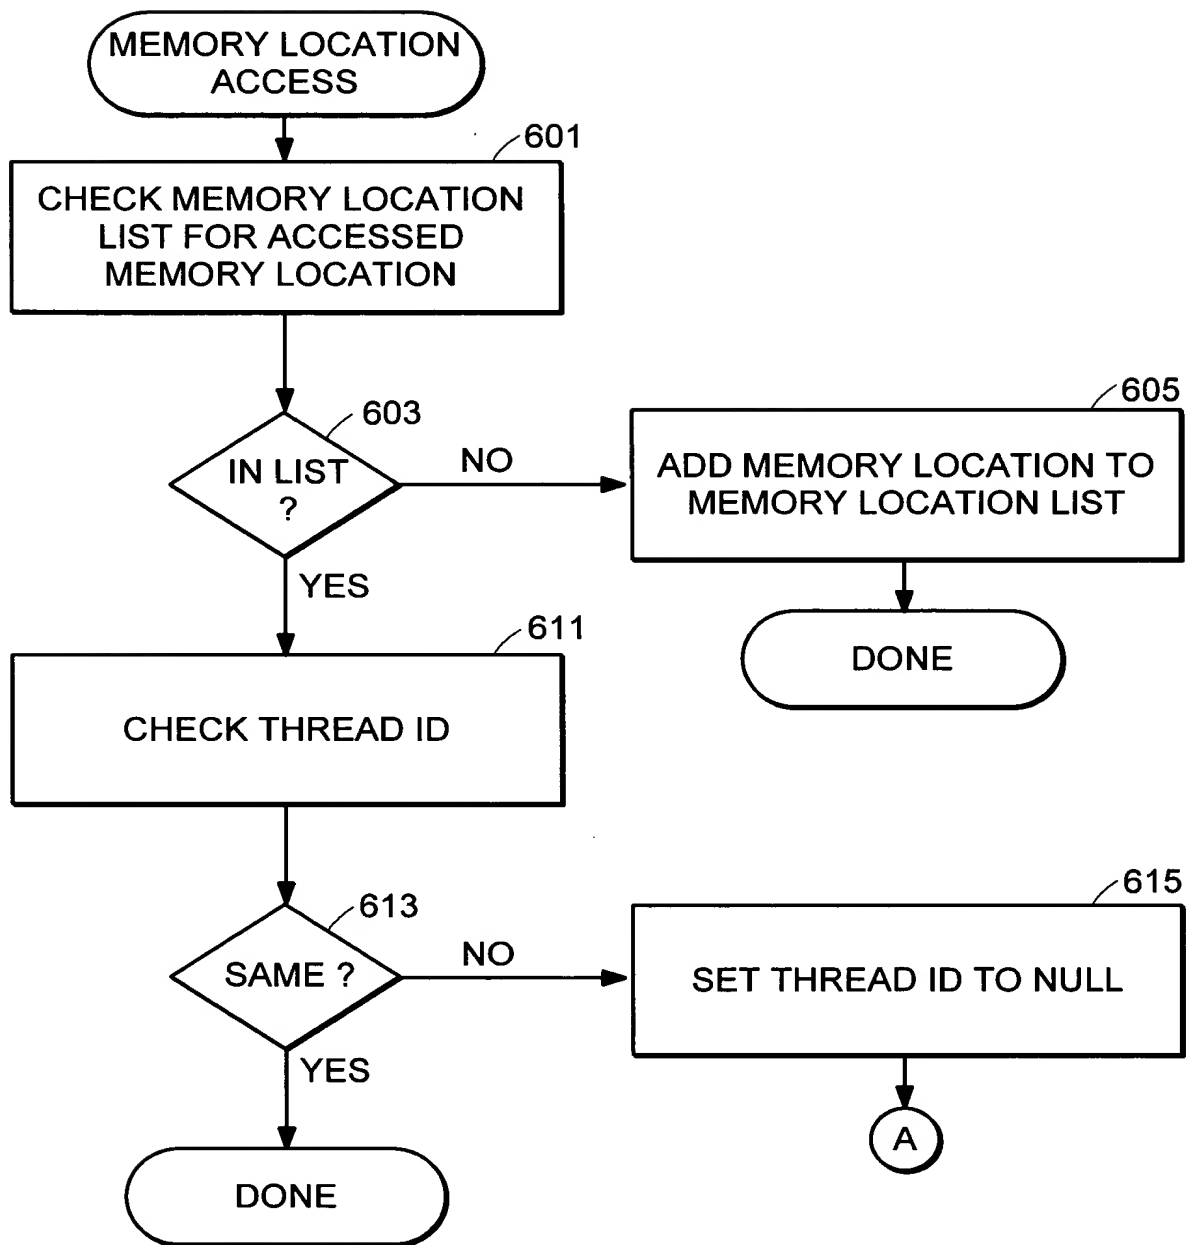 MEMORY LOCATION
ACCESS
601
CHECK MEMORY LOCATION
LIST FOR ACCESSED
MEMORY LOCATION
603
IN LIST
?
NO
605
ADD MEMORY LOCATION TO
MEMORY LOCATION LIST
DONE
YES
611
CHECK THREAD ID
613
SAME ?
NO
615
SET THREAD ID TO NULL
A
YES
DONE